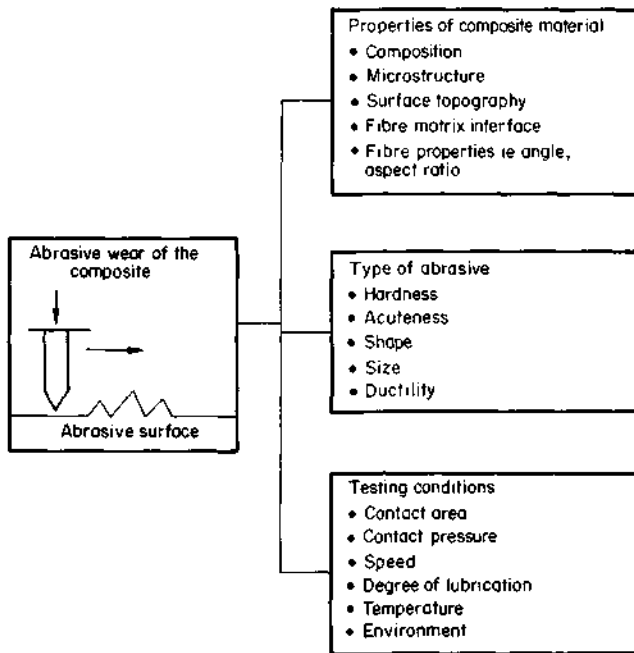 Properties of composite material
• Composition
• Microstructure
• Surface topography
• Fibre matrix interface
• Fibre properties ie angle,
aspect ratio
Abrasive wear of the
composite
Abrasive surface
Type of abrasive
• Hardness
• Acuteness
• Shape
• Size
• Ductility
Testing conditions
• Contact area
• Contact pressure
• Speed
• Degree of lubrication
• Temperature
• Environment